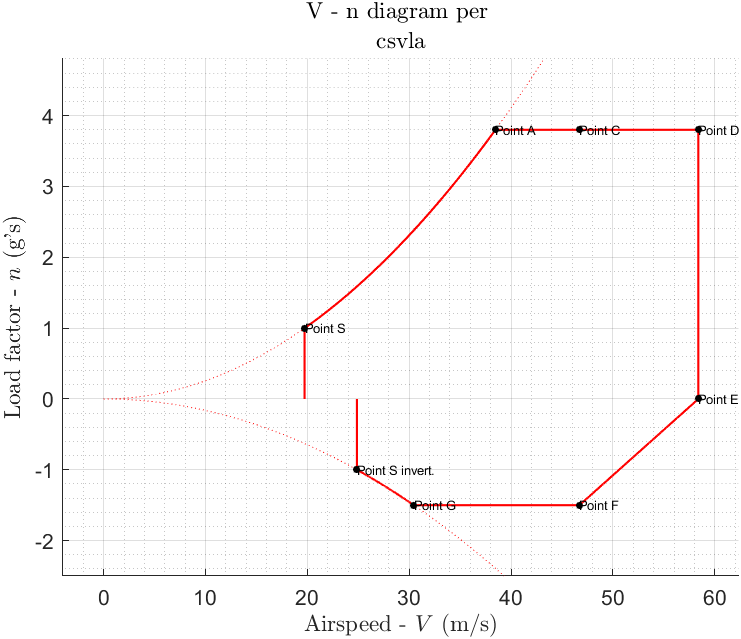 V - n diagram per
csvla
Load factor - n (g's)
4
3
2
1
0
-1
-2
Point A
Point C
Point D
Point S
Point E
Point S invert.
Point G
Point F
0
10
20
30
40
50
60
Airspeed - V (m/s)